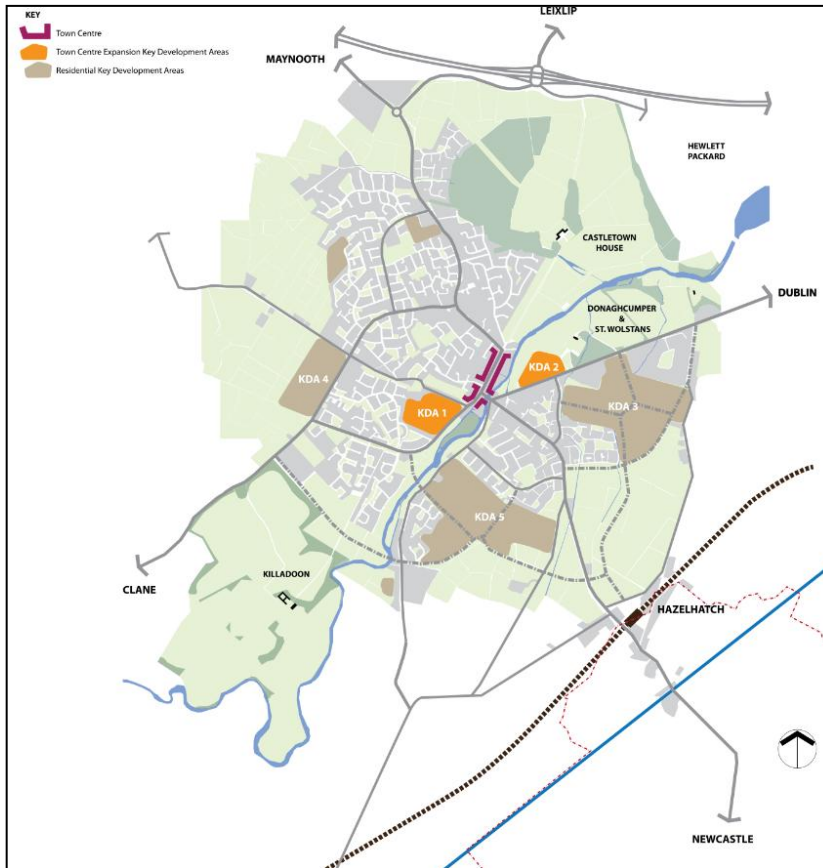 KEY
Town Centre
Town Centre Expansion Key Development Areas
Residential Key Development Areas
LEIXLIP
MAYNOOTH
HEWLETT
PACKARD
CASTLETOWN
HOUSE
DUBLIN
DONAGHCUMPER
&
ST. WOLSTANS
KDA 2
KDA 4
KDA 1
KDA 3
KDA 5
KILLADOON
CLANE
HAZELHATCH
NEWCASTLE